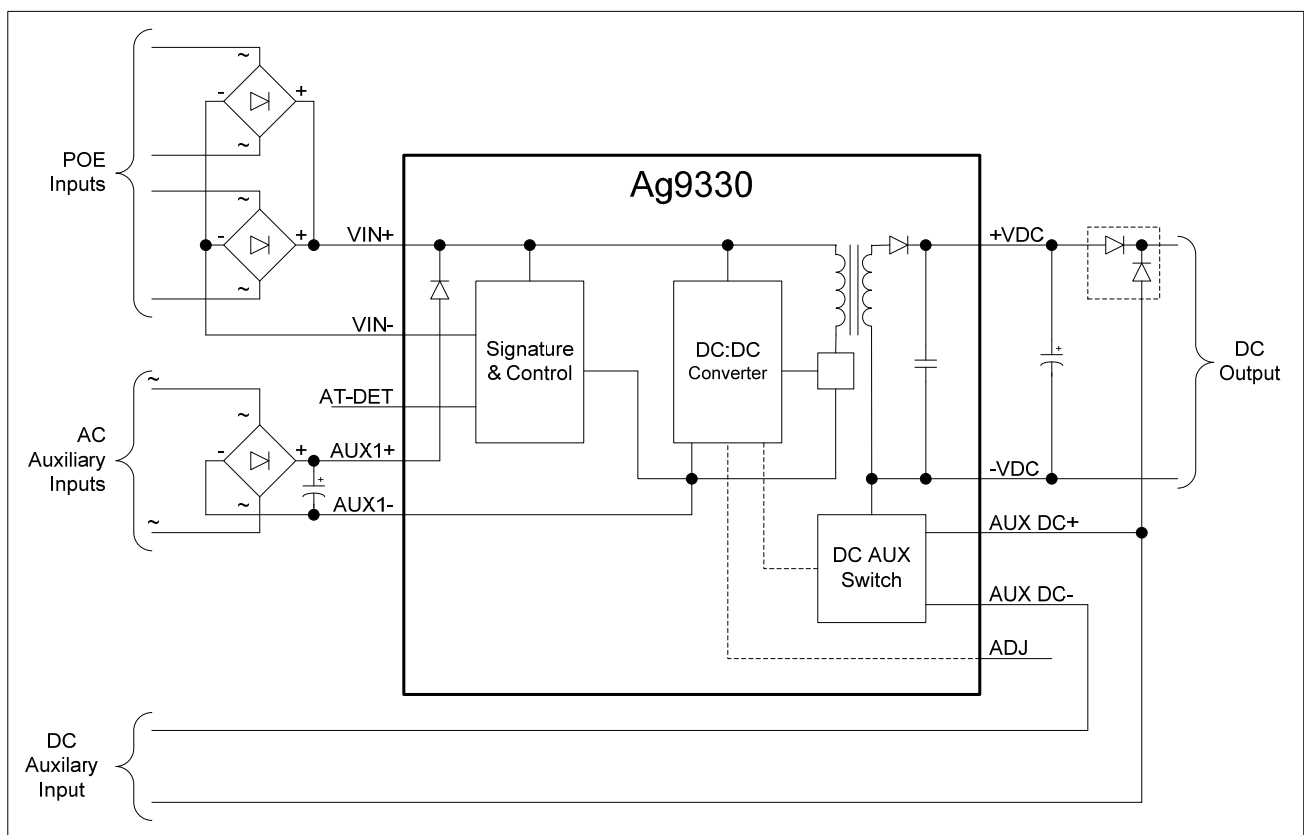 ~
~
- +
~
~
- +
~
POE
Inputs
Ag9330
VIN+
VIN-
AT-DET
AUX1+
AUX1-
Signature
& Control
DC:DC
Converter
+VDC
+
-VDC
DC
Output
~
~
- +
+
~
~
AC
Auxiliary
Inputs
DC AUX
Switch
AUX DC+
AUX DC-
ADJ
DC
Auxilary
Input